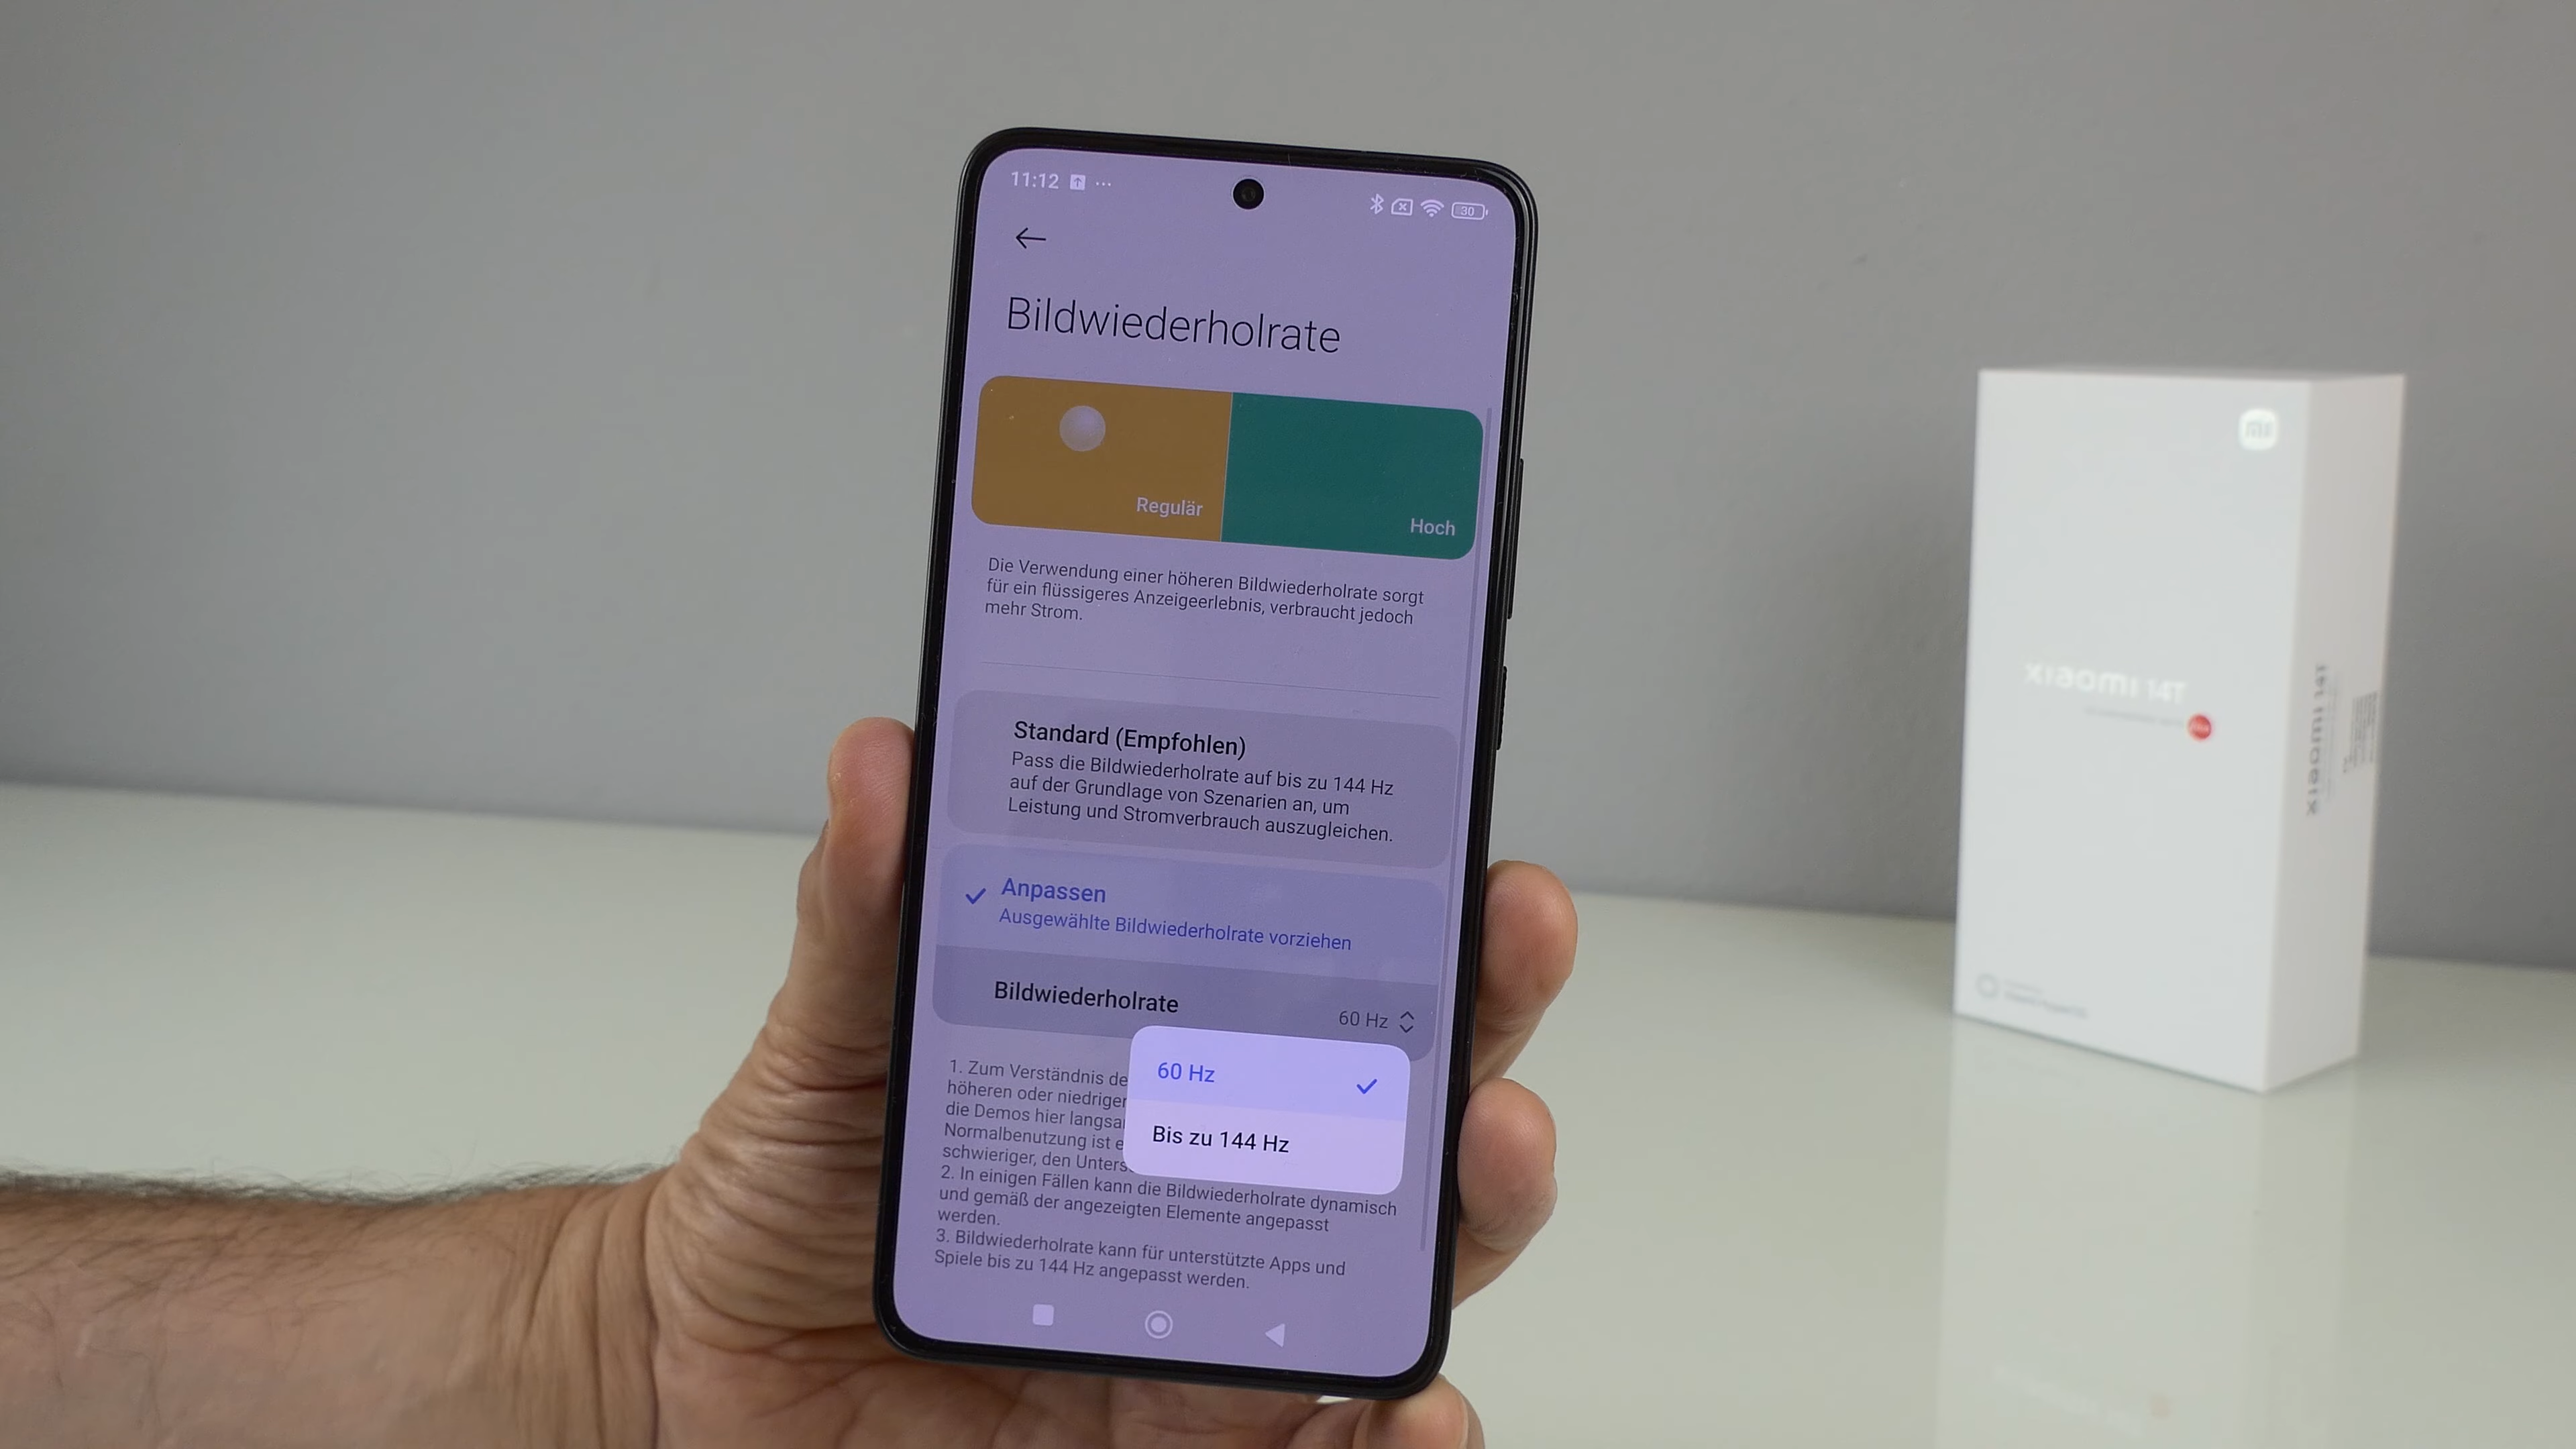 11:12
30
Bildwiederholrate
Regulär
Hoch
Die Verwendung einer höheren Bildwiederholrate sorgt
für ein flüssigeres Anzeigeerlebnis, verbraucht jedoch
mehr Strom.
Standard (Empfohlen)
Pass die Bildwiederholrate auf bis zu 144 Hz
auf der Grundlage von Szenarien an, um
Leistung und Stromverbrauch auszugleichen.
Anpassen
Ausgewählte Bildwiederholrate vorziehen
Bildwiederholrate
60 Hz
60 Hz
Bis zu 144 Hz
1. Zum Verständnis de
höheren oder niedriger
die Demos hier langsa
Normalbenutzung ist e
schwieriger, den Unters
2. In einigen Fällen kann die Bildwiederholrate dynamisch
und gemäß der angezeigten Elemente angepasst
werden.
3. Bildwiederholrate kann für unterstützte Apps und
Spiele bis zu 144 Hz angepasst werden.
mi
xiaomi 14T
xiaomi 14T